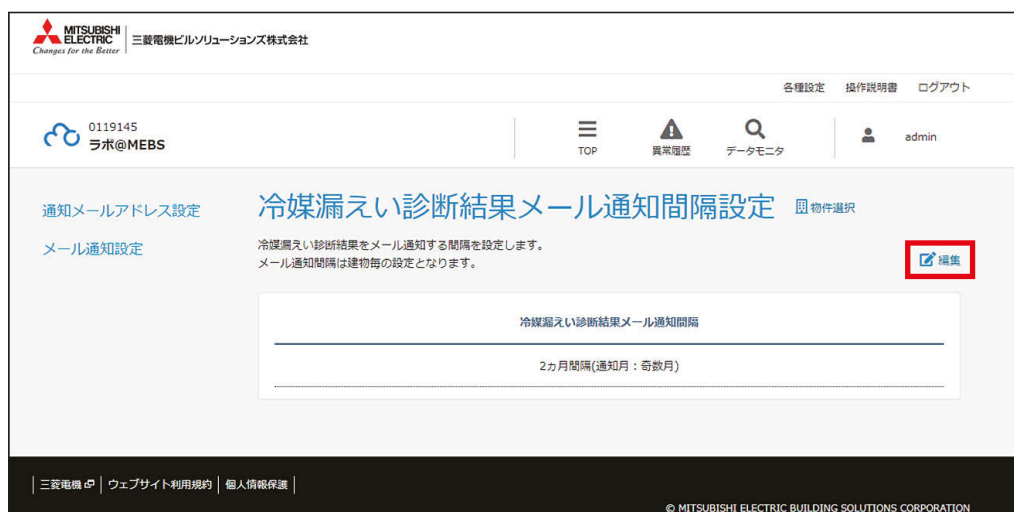 MITSUBISHI
ELECTRIC
Changes for the Better
三菱電機ビルソリューションズ株式会社
各種設定 操作説明書 ログアウト
0119145
ラボ@MEBS
TOP
異常履歴
データモニタ
admin
通知メールアドレス設定
メール通知設定
冷媒漏えい診断結果メール通知間隔設定
物件選択
冷媒漏えい診断結果をメール通知する間隔を設定します。
メール通知間隔は建物毎の設定となります。
編集
冷媒漏えい診断結果メール通知間隔
2ヵ月間隔(通知月:奇数月)
三菱電機 | ウェブサイト利用規約 | 個人情報保護 |
© MITSUBISHI ELECTRIC BUILDING SOLUTIONS CORPORATION